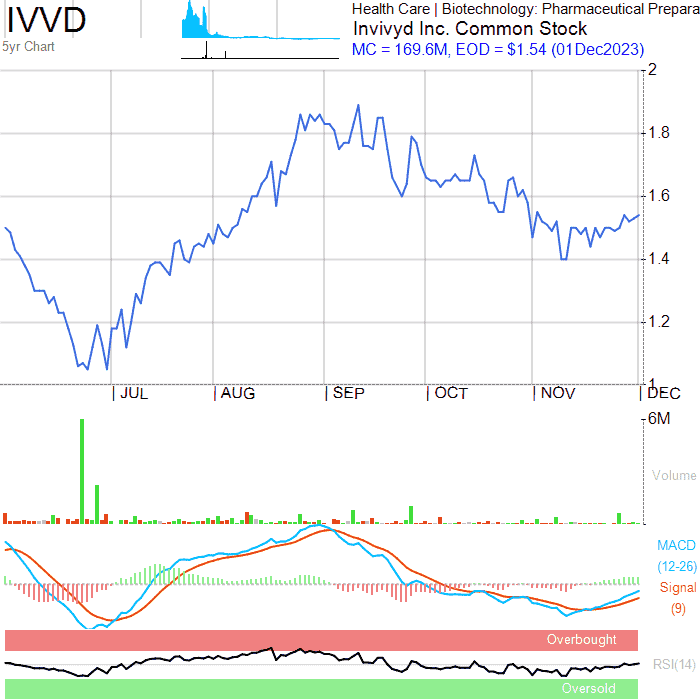 IVVD
5yr Chart
Health Care | Biotechnology: Pharmaceutical Prepara
Invivyd Inc. Common Stock
MC = 169.6M, EOD = $1.54 (01Dec2023)
2
1.8
1.6
1.4
1.2
1
JUL AUG SEP OCT NOV DEC
6M
Volume
MACD
(12-26)
Signal
(9)
Overbought
RSI(14)
Oversold